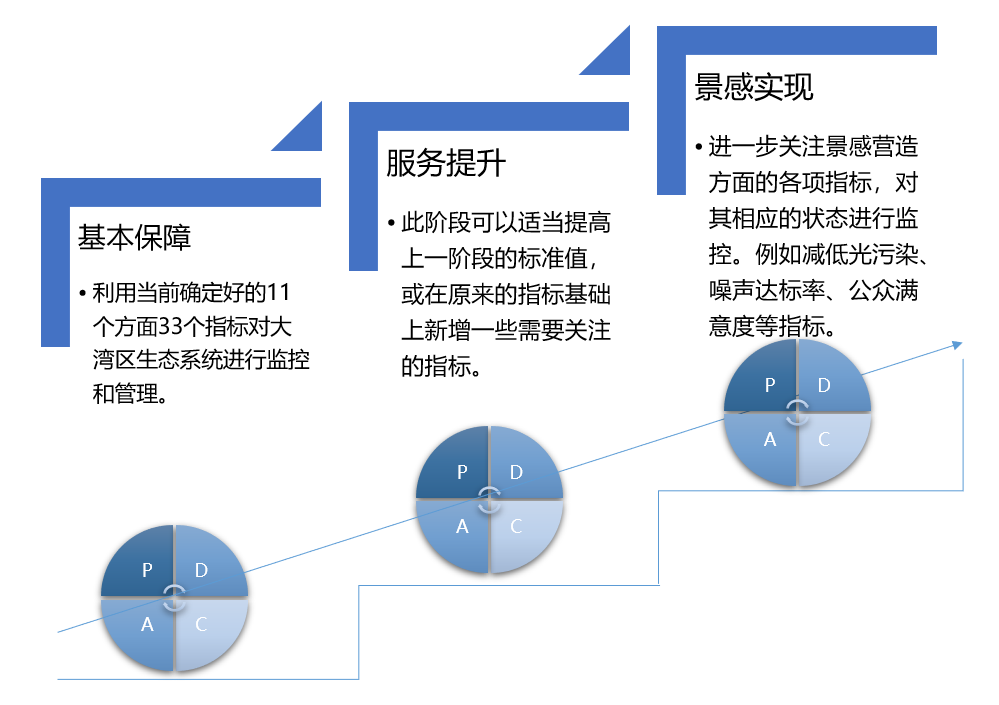 基本保障
• 利用当前确定好的11
个方面33个指标对大
湾区生态系统进行监控
和管理。
服务提升
• 此阶段可以适当提高
上一阶段的标准值，
或在原来的指标基础
上新增一些需要关注
的指标。
景感实现
• 进一步关注景感营造
方面的各项指标，对
其相应的状态进行监
控。例如减低光污染、
噪声达标率、公众满
意度等指标。
P D
A C
P D
A C
P D
A C